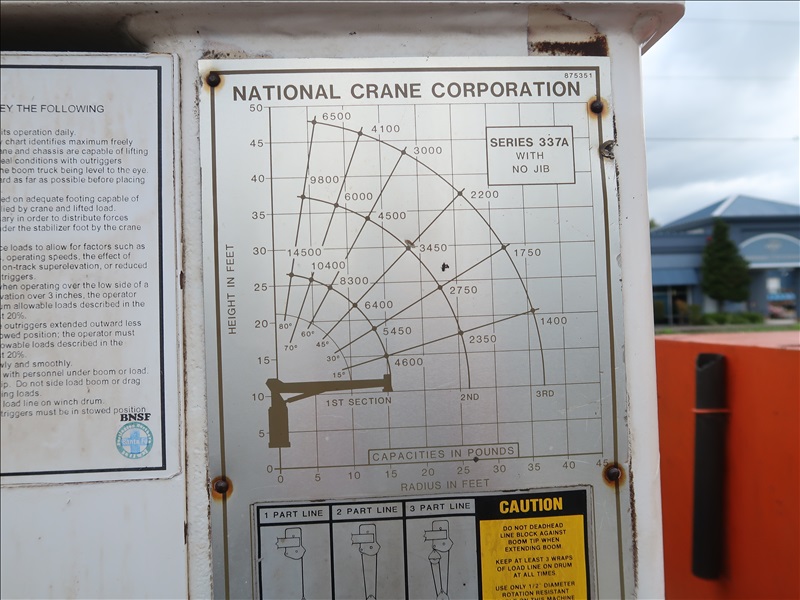 EY THE FOLLOWING
its operation daily.
chart identifies maximum freely
ne and chassis are capable of lifting
eal conditions with outriggers
he boom truck being level to the eye.
rd as far as possible before placing
ed on adequate footing capable of
lied by crane and lifted load.
ary in order to distribute forces
der the stabilizer foot by the crane
ce loads to allow for factors such as
, operating speeds, the effect of
on-track superelevation, or reduced
triggers.
hen operating over the low side of a
vation over 3 inches, the operator
um allowable loads described in the
t 20%.
outriggers extended outward less
owed position; the operator must
owable loads described in the
t 20%.
wly and smoothly.
with personnel under boom or load.
ip. Do not side load boom or drag
ing loads.
load line on winch drum.
triggers must be in stowed position
BNSF
875351
NATIONAL CRANE CORPORATION
SERIES 337A
WITH
NO JIB
HEIGHT IN FEET
50
45
40
35
30
25
20
15
10
5
0
6500
4100
3000
2200
1750
1400
9800
6000
4500
3450
2750
2350
14500
10400
8300
6400
5450
4600
80°
70°
60°
45°
30°
15°
1ST SECTION
2ND
3RD
CAPACITIES IN POUNDS
0 5 10 15 20 25 30 35 40 45
RADIUS IN FEET
1 PART LINE
2 PART LINE
3 PART LINE
CAUTION
DO NOT DEADHEAD
LINE BLOCK AGAINST
BOOM TIP WHEN
EXTENDING BOOM
KEEP AT LEAST 3 WRAPS
OF LOAD LINE ON DRUM
AT ALL TIMES
USE ONLY 1/2" DIAMETER
ROTATION RESISTANT
ON THIS MACHINE